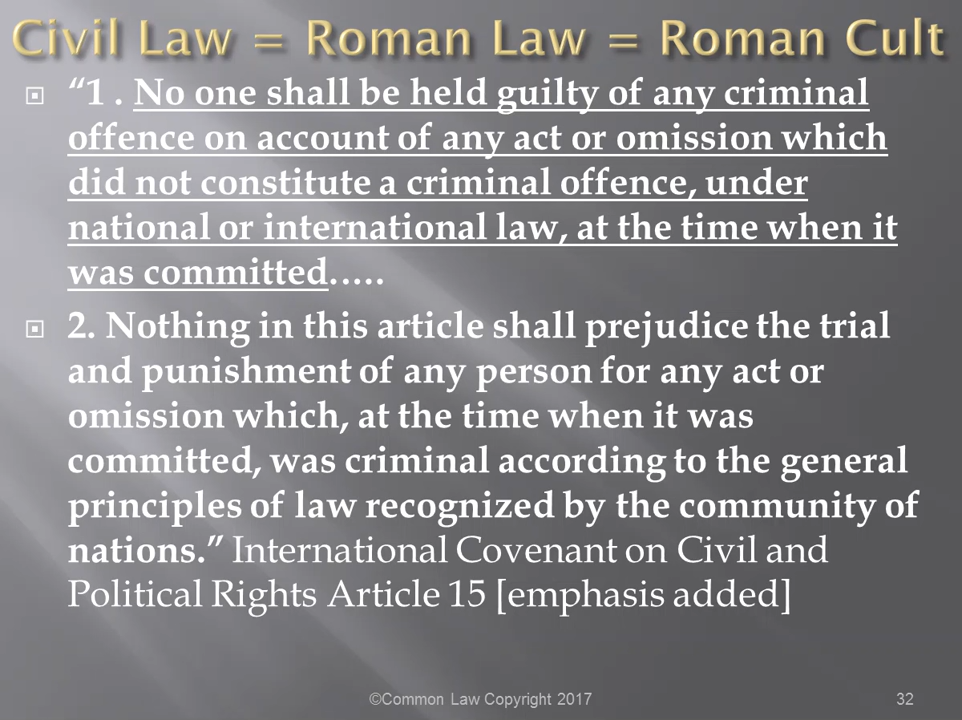 Civil Law = Roman Law = Roman Cult
“1 . No one shall be held guilty of any criminal
offence on account of any act or omission which
did not constitute a criminal offence, under
national or international law, at the time when it
was committed…..
2. Nothing in this article shall prejudice the trial
and punishment of any person for any act or
omission which, at the time when it was
committed, was criminal according to the general
principles of law recognized by the community of
nations.” International Covenant on Civil and
Political Rights Article 15 [emphasis added]
©Common Law Copyright 2017
32